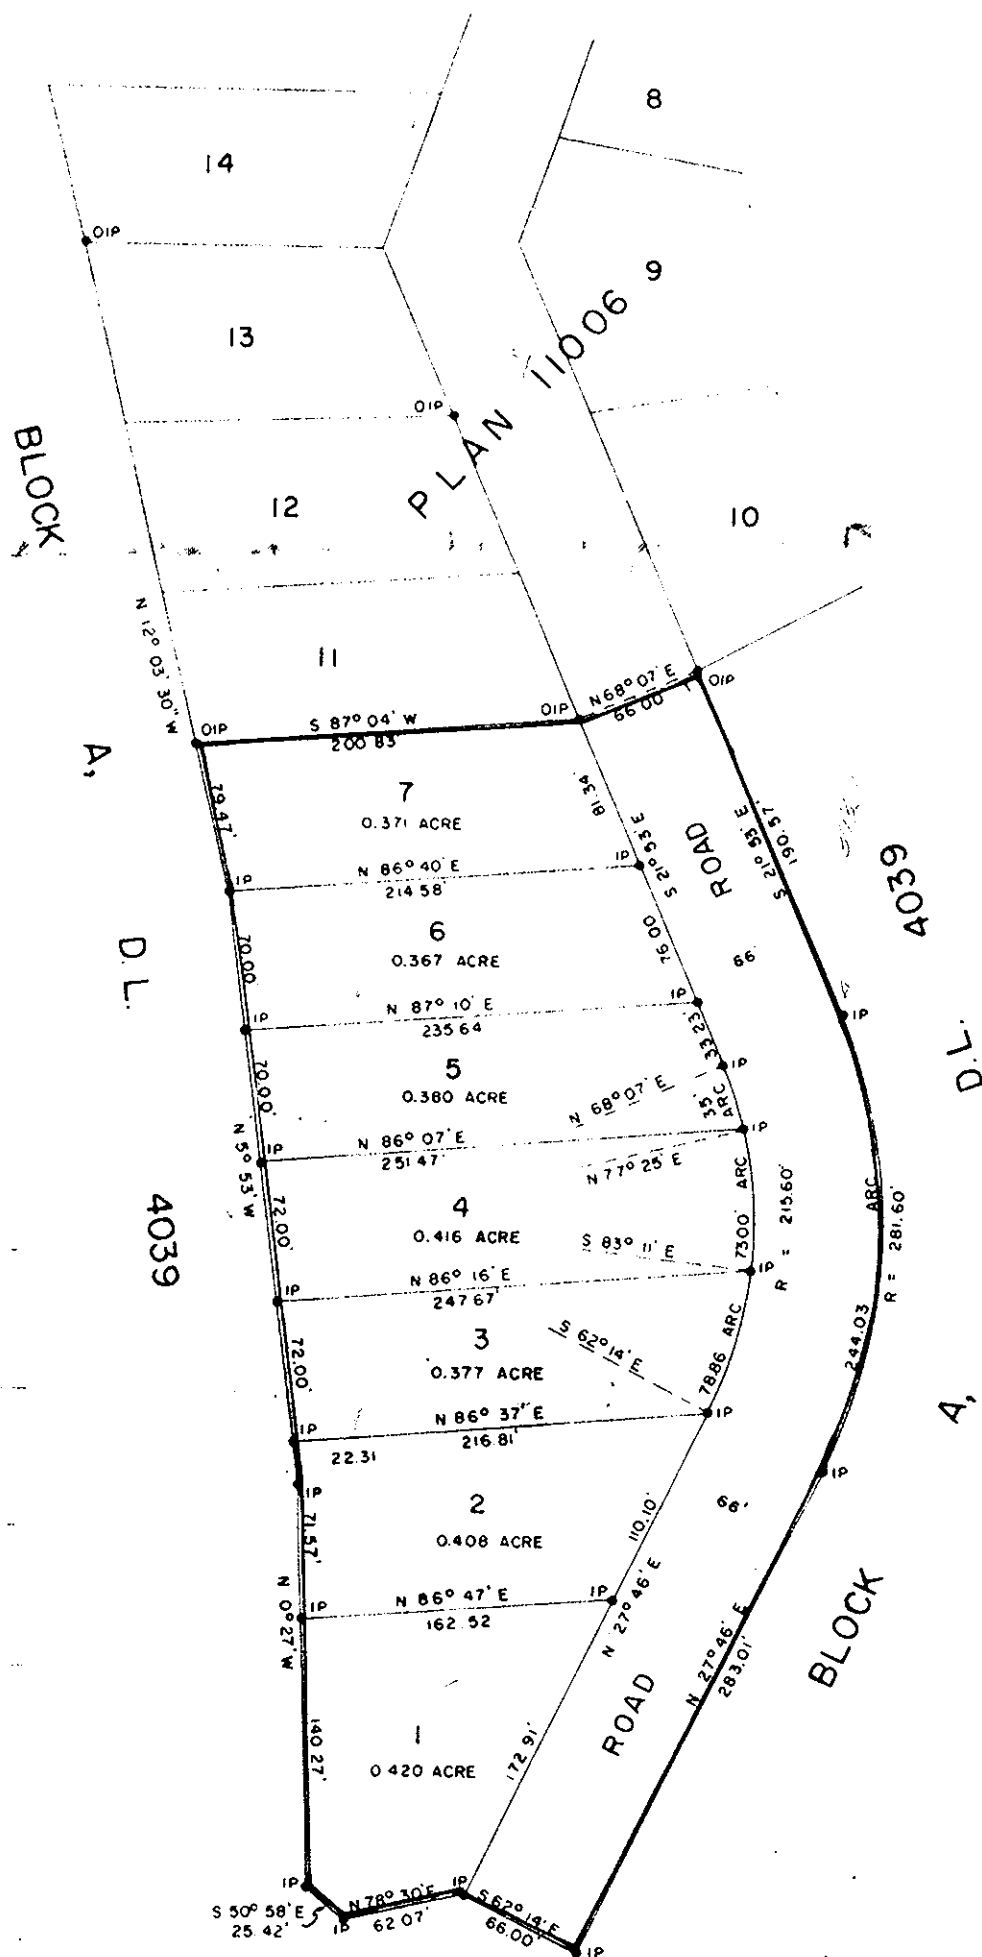 8
14
OIP
9
13
PLAN 11006
OIP
BLOCK
12
10
N 12° 03' 30" W
11
N 68° 07' E
66.00
OIP
OIP
S 87° 04' W
200.83
OIP
A,
79.47'
7
0.371 ACRE
81.34'
S 21° 53' E
ROAD
S 21° 53' E
190.57'
4039
IP
N 86° 40' E
214.58'
IP
D.L.
70.00'
6
0.367 ACRE
76.00
66'
N 87° 10' E
235.64
IP
IP
D.L.
70.00'
5
0.380 ACRE
33.23'
IP
N 68° 07' E
35'
ARC
IP
N 86° 07' E
251.47'
IP
N 77° 25' E
N 5° 53' W
4039
72.00'
4
0.416 ACRE
73.00' ARC
R = 215.60'
ARC
R = 281.60'
S 83° 11' E
IP
N 86° 16' E
247.67'
IP
72.00'
3
0.377 ACRE
S 62° 14' E
78.86 ARC
244.03
A,
IP
N 86° 37' E
216.81'
IP
22.31
IP
IP
2
0.408 ACRE
71.57'
110.10'
66'
BLOCK
IP
N 86° 47' E
162.52
IP
N 27° 46' E
N 27° 46' E
283.01'
N 0° 27' W
140.27'
1
0.420 ACRE
172.91'
ROAD
IP
S 50° 58' E
25.42'
IP
N 78° 30' E
62.07'
IP
S 62° 14' E
66.00'
IP